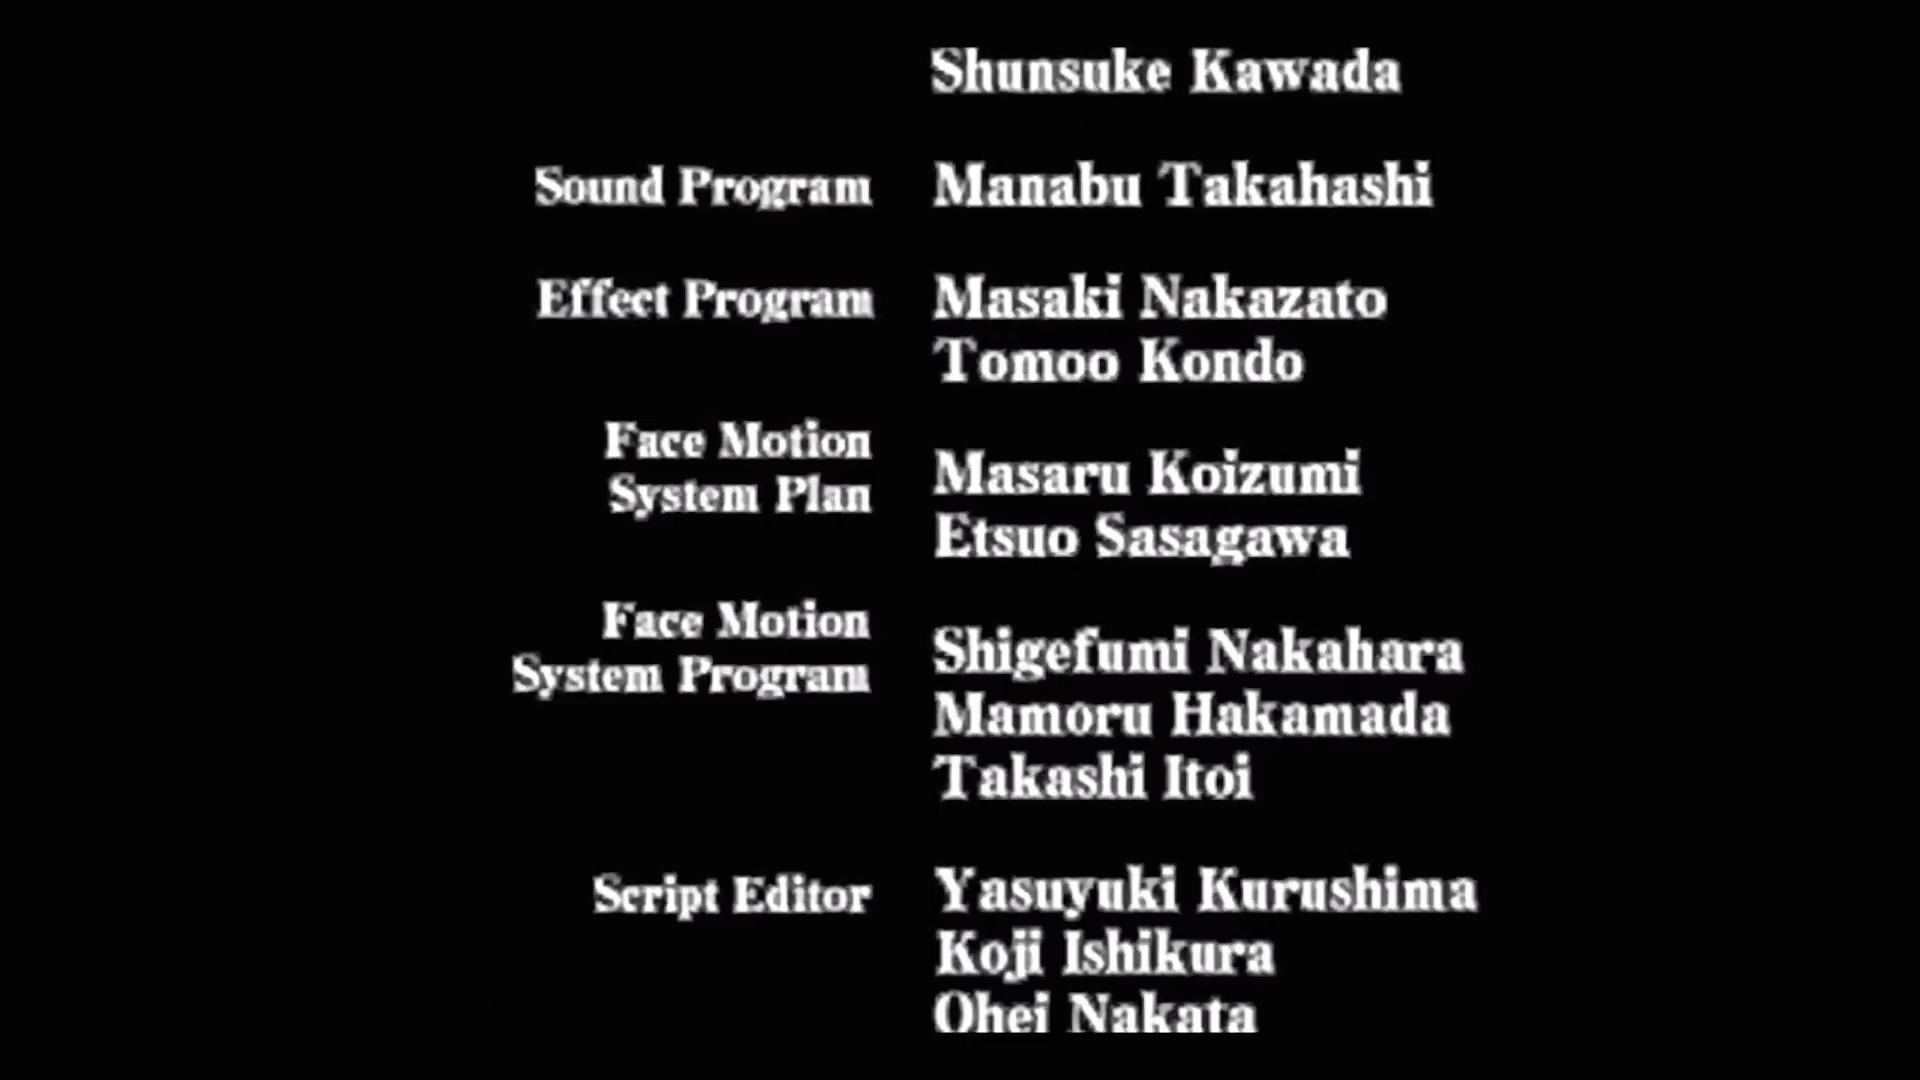 Shunsuke Kawada
Sound Program Manabu Takahashi
Effect Program Masaki Nakazato
Tomoo Kondo
Face Motion
System Plan
Masaru Koizumi
Etsuo Sasagawa
Face Motion
System Program
Shigefumi Nakahara
Mamoru Hakamada
Takashi Itoi
Script Editor Yasuyuki Kurushima
Koji Ishikura
Ohei Nakata